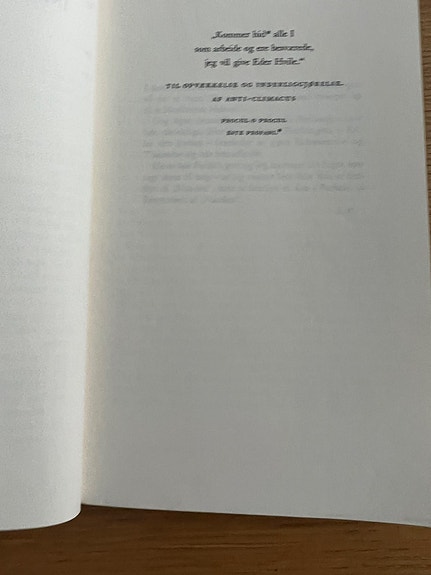 „Kommer hid* alle I
som arbeide og ere besværede,
jeg vil give Eder Hvile.“
TIL OPVÆKKELSE OG INDERLIGGJØRELSE.
AF ANTI-CLIMACUS
PROCUL O PROCUL
ESTE PROFANI.*